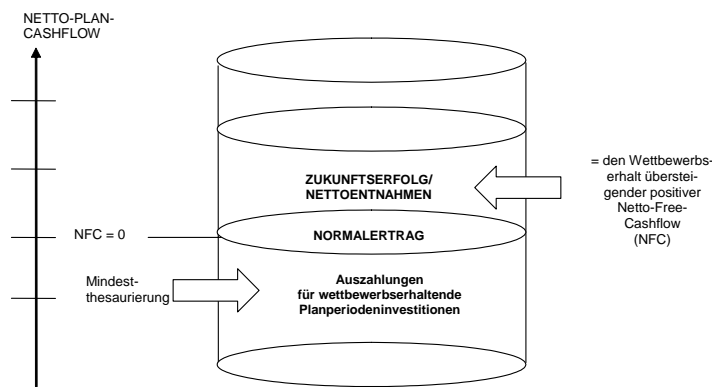 NETTO-PLAN-
CASHFLOW
ZUKUNFTSERFOLG/
NETTOENTNAHMEN
= den Wettbewerbs-
erhalt überstei-
gender positiver
Netto-Free-
Cashflow
(NFC)
NFC = 0
NORMALERTRAG
Mindest-
thesaurierung
Auszahlungen
für wettbewerbserhaltende
Planperiodeninvestitionen